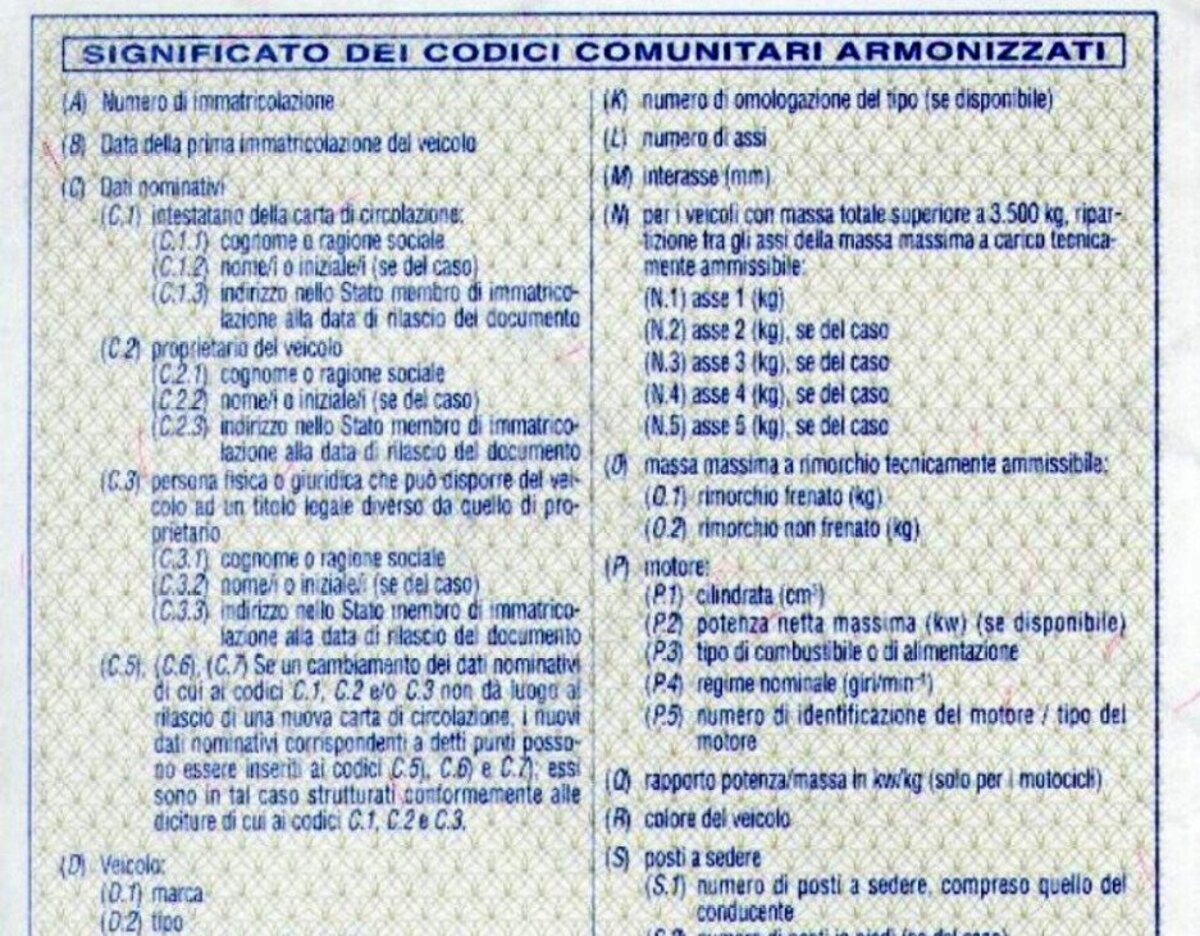 SIGNIFICATO DEI CODICI COMUNITARI ARMONIZZATI
(A) Numero di immatricolazione
(B) Data della prima immatricolazione del veicolo
(C) Dati nominativi
(C.1) intestatario della carta di circolazione:
(C.1.1) cognome o ragione sociale
(C.1.2) nome/i o iniziale/i (se del caso)
(C.1.3) indirizzo nello Stato membro di immatrico-
lazione alla data di rilascio del documento
(C.2) proprietario del veicolo
(C.2.1) cognome o ragione sociale
(C.2.2) nome/i o iniziale/i (se del caso)
(C.2.3) indirizzo nello Stato membro di immatrico-
lazione alla data di rilascio del documento
(C.3) persona fisica o giuridica che può disporre del vei-
colo ad un titolo legale diverso da quello di pro-
prietario
(C.3.1) cognome o ragione sociale
(C.3.2) nome/i o iniziale/i (se del caso)
(C.3.3) indirizzo nello Stato membro di immatrico-
lazione alla data di rilascio del documento
(C.5), (C.6), (C.7) Se un cambiamento dei dati nominativi
di cui ai codici C.1, C.2 e/o C.3 non dà luogo al
rilascio di una nuova carta di circolazione, i nuovi
dati nominativi corrispondenti a detti punti posso-
no essere inseriti ai codici C.5), C.6) e C.7); essi
sono in tal caso strutturati conformemente alle
diciture di cui ai codici C.1, C.2 e C.3.
(D) Veicolo:
(D.1) marca
(D.2) tipo
(K) numero di omologazione del tipo (se disponibile)
(L) numero di assi
(M) interasse (mm)
(N) per i veicoli con massa totale superiore a 3.500 kg, ripar-
tizione fra gli assi della massa massima a carico tecnica-
mente ammissibile:
(N.1) asse 1 (kg)
(N.2) asse 2 (kg), se del caso
(N.3) asse 3 (kg), se del caso
(N.4) asse 4 (kg), se del caso
(N.5) asse 5 (kg), se del caso
(O) massa massima a rimorchio tecnicamente ammissibile:
(O.1) rimorchio frenato (kg)
(O.2) rimorchio non frenato (kg)
(P) motore:
(P.1) cilindrata (cm³)
(P.2) potenza netta massima (kw) (se disponibile)
(P.3) tipo di combustibile o di alimentazione
(P.4) regime nominale (giri/min⁻¹)
(P.5) numero di identificazione del motore / tipo del
motore
(Q) rapporto potenza/massa in kw/kg (solo per i motocicli)
(R) colore del veicolo
(S) posti a sedere
(S.1) numero di posti a sedere, compreso quello del
conducente